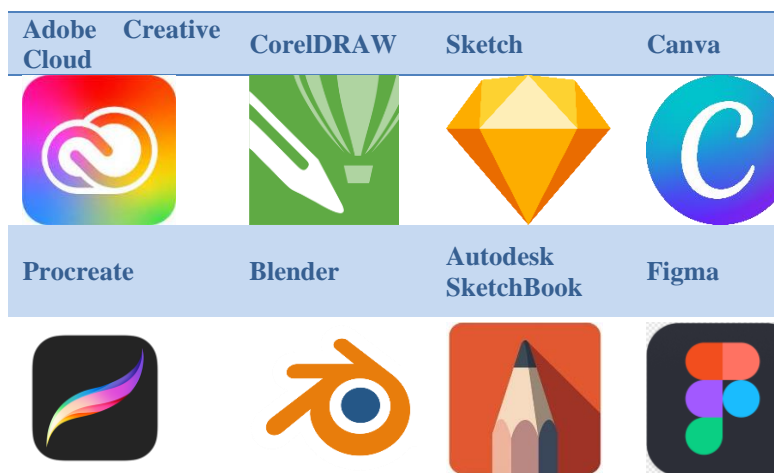 Adobe Creative
Cloud
CorelDRAW
Sketch
Canva
C
Procreate
Blender
Autodesk
SketchBook
Figma